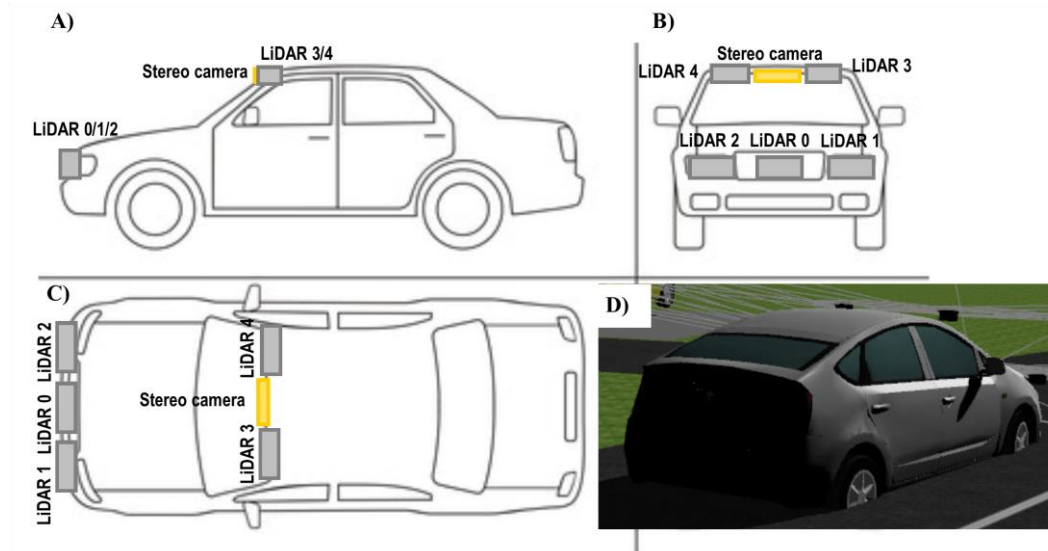 A)
LiDAR 3/4
Stereo camera
LiDAR 0/1/2
B)
Stereo camera
LiDAR 4
LiDAR 3
LiDAR 2
LiDAR 0
LiDAR 1
C)
LiDAR 2
LiDAR 4
Stereo camera
LiDAR 0
LiDAR 3
LiDAR 1
D)